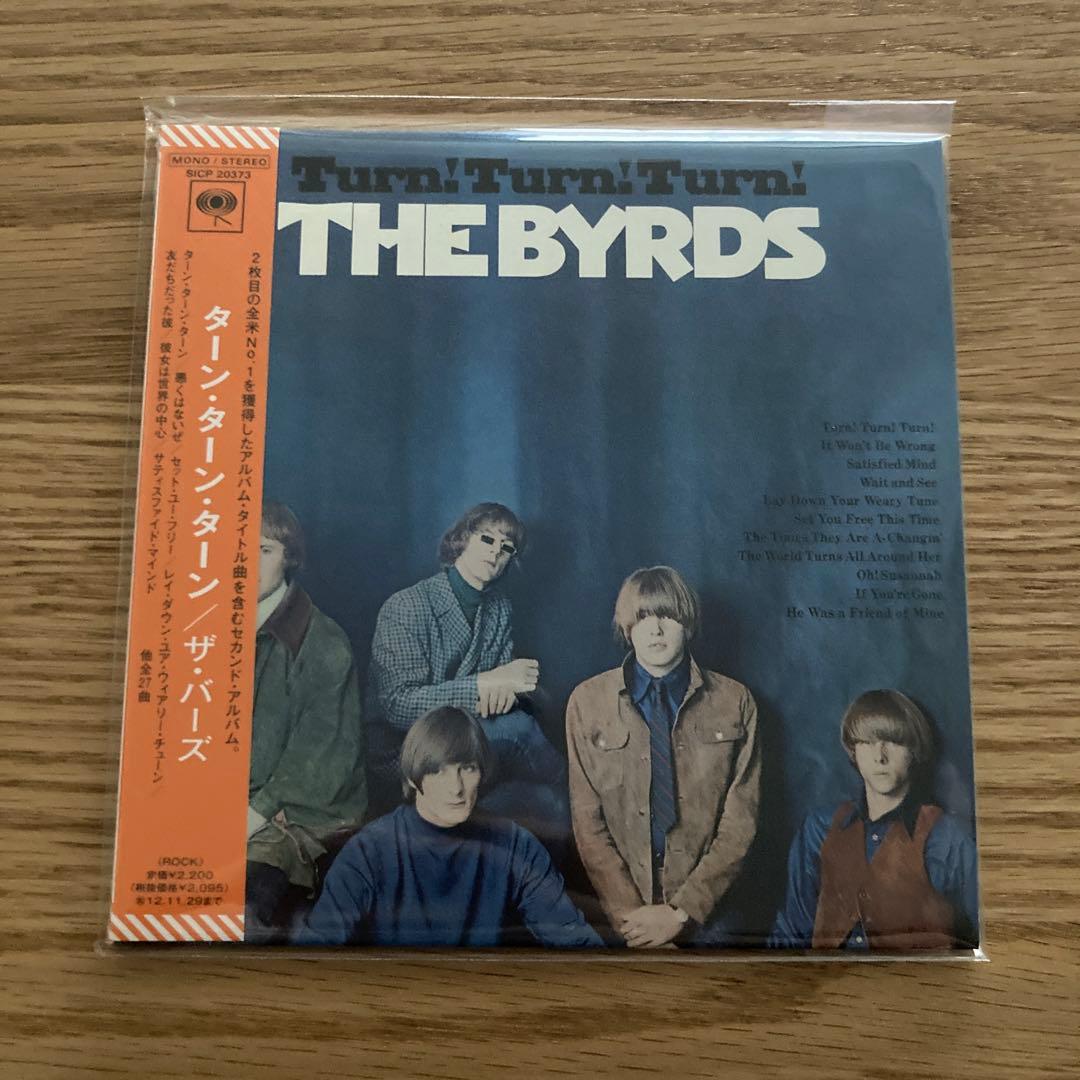 MONO / STEREO
SICP 20373
2枚目の全米No.1を獲得したアルバム・タイトル曲を含むセカンド・アルバム。
ターン・ターン・ターン/ザ・バーズ
ターン・ターン・ターン/悪くはないぜ/セット・ユー・フリー/レイ・ダウン・ユア・ウィアリー・チューン/
友だちだった彼/彼女は世界の中心/サティスファイド・マインド
他全27曲
(ROCK)
定価¥2,200
(税抜価格¥2,095)
12.11.29まで
Turn! Turn! Turn!
THE BYRDS
Turn! Turn! Turn!
It Won't Be Wrong
Satisfied Mind
Wait and See
Lay Down Your Weary Tune
Set You Free This Time
The Times They Are A-Changin'
The World Turns All Around Her
Oh! Susannah
If You're Gone
He Was a Friend of Mine